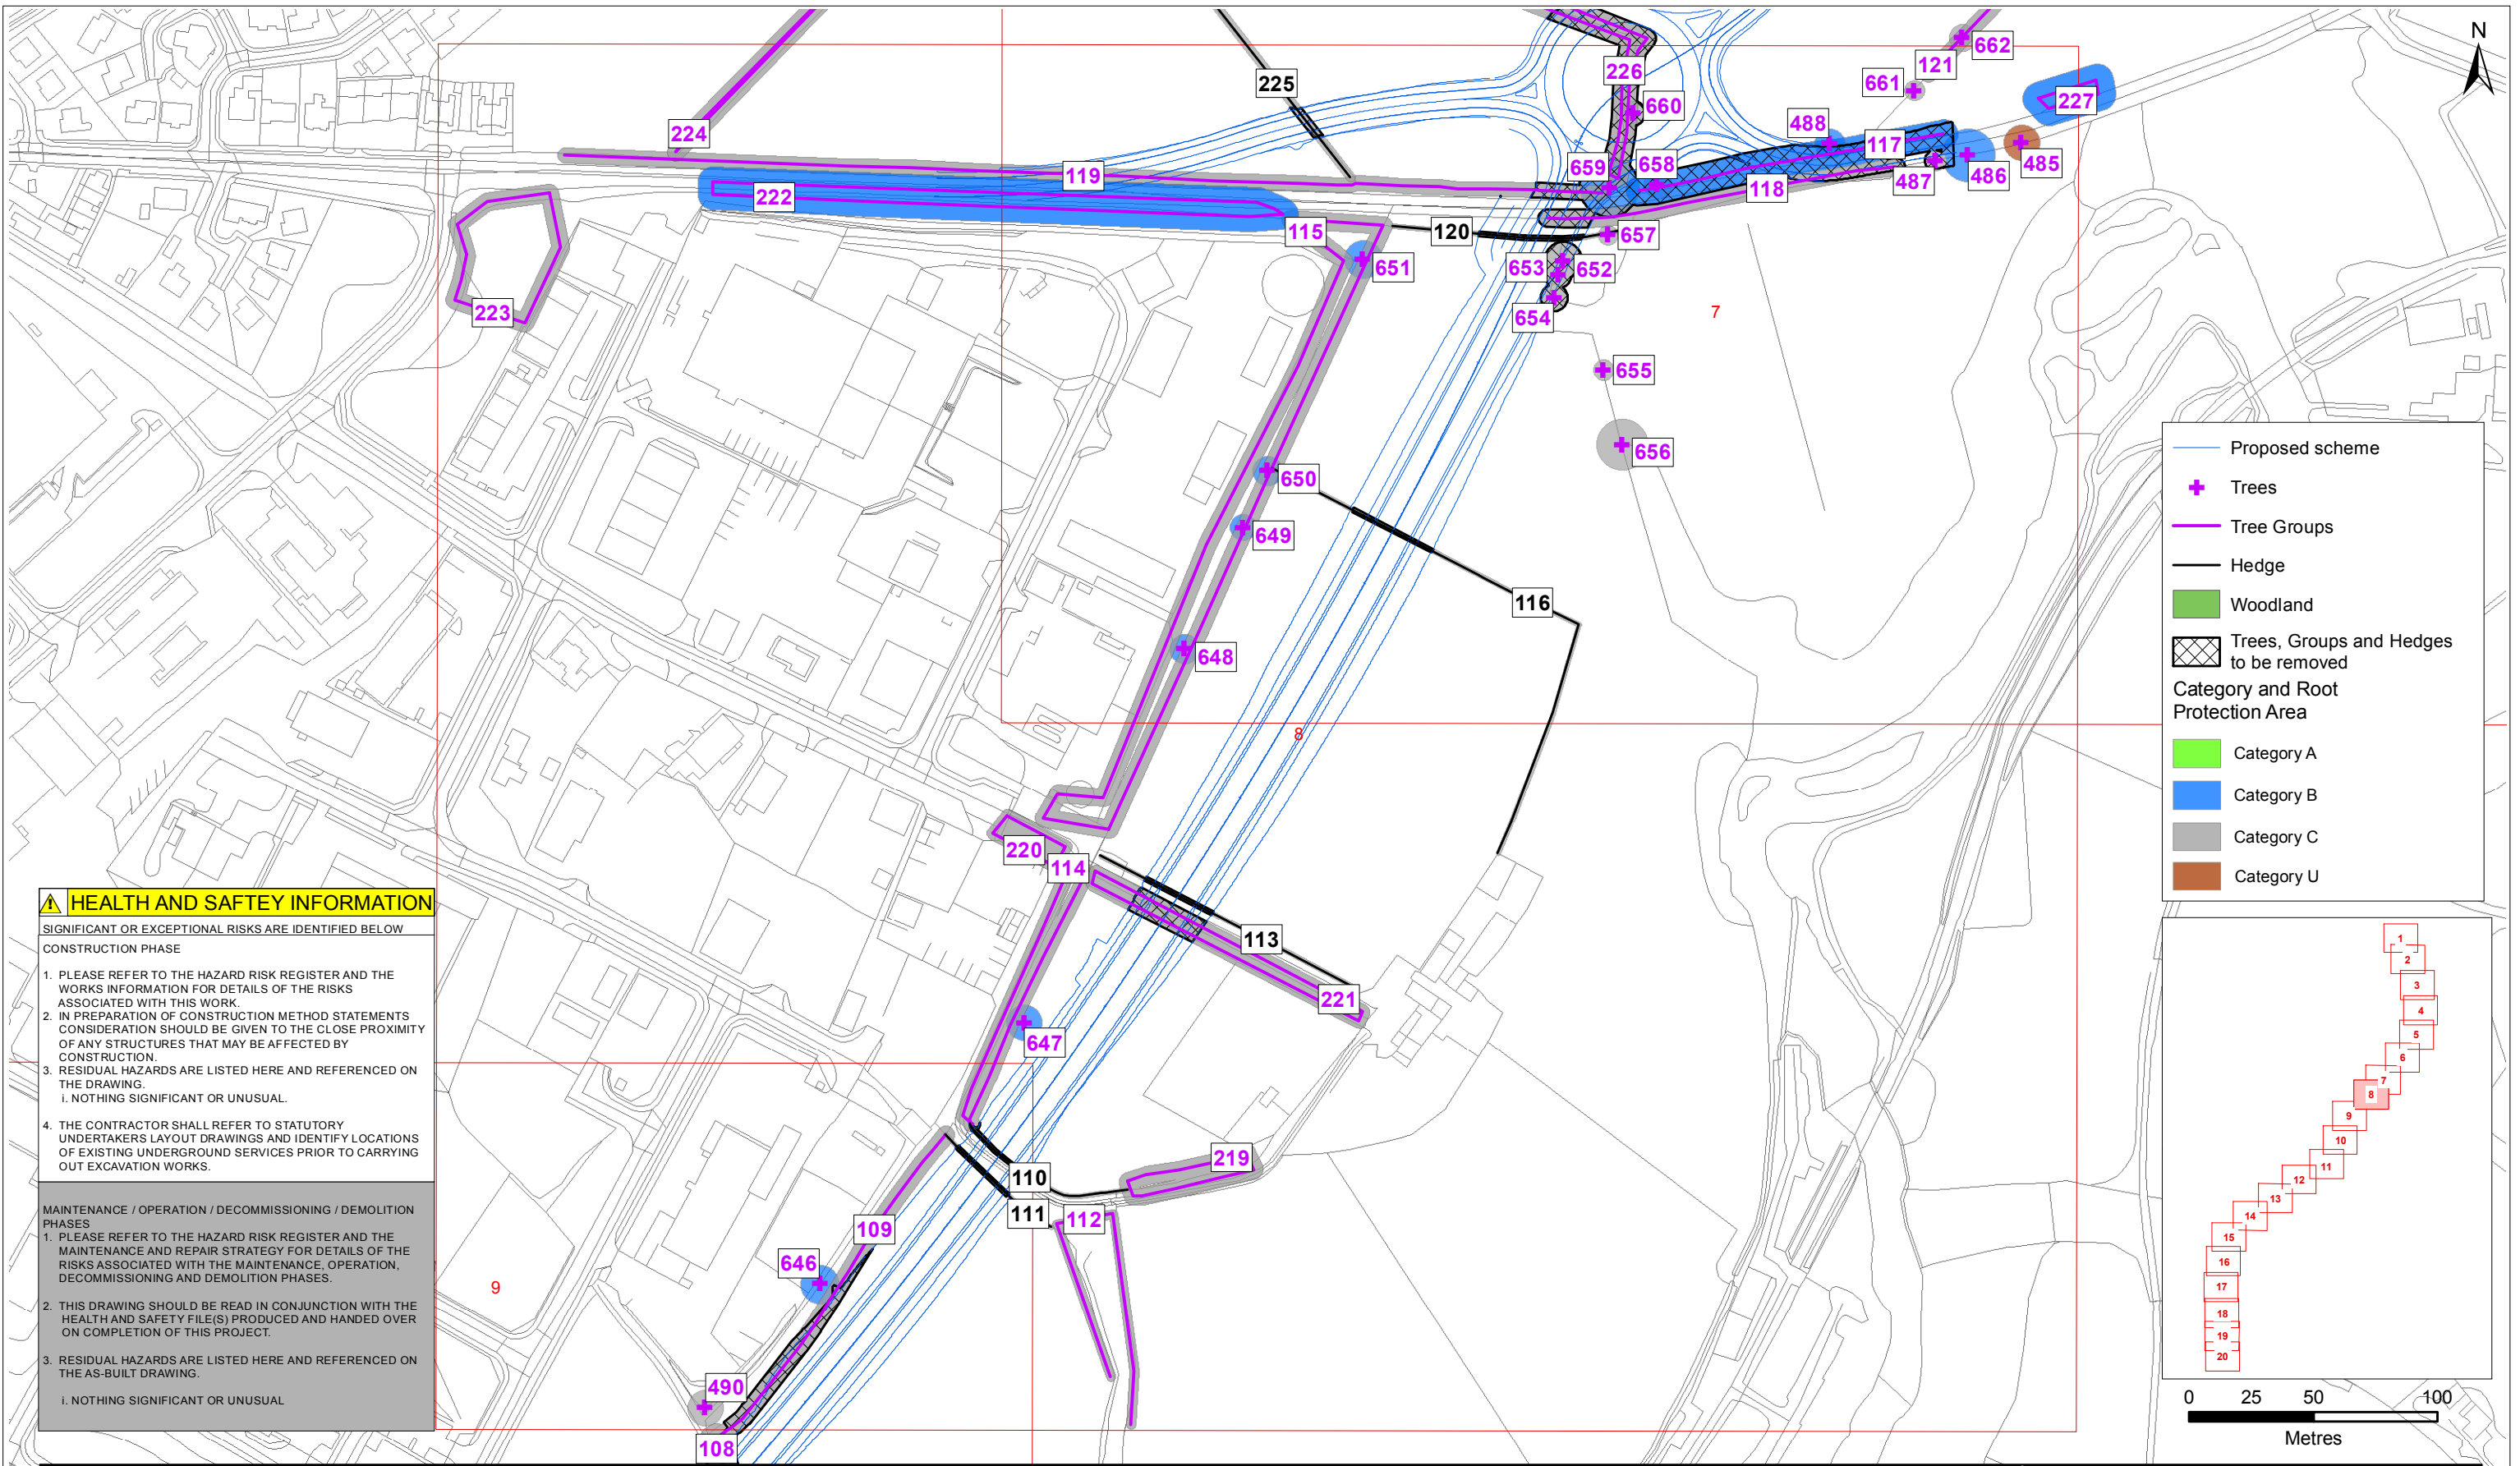 N
662
121
661
225
226
227
660
224
488
117
659
658
119
485
486
487
118
222
115
120
657
651
653
652
654
223
7
655
656
650
649
116
648
8
220
114
113
221
647
219
110
111
112
109
646
9
490
108
Proposed scheme
Trees
Tree Groups
Hedge
Woodland
Trees, Groups and Hedges
to be removed
Category and Root
Protection Area
Category A
Category B
Category C
Category U
HEALTH AND SAFTEY INFORMATION
SIGNIFICANT OR EXCEPTIONAL RISKS ARE IDENTIFIED BELOW
CONSTRUCTION PHASE
1. PLEASE REFER TO THE HAZARD RISK REGISTER AND THE
WORKS INFORMATION FOR DETAILS OF THE RISKS
ASSOCIATED WITH THIS WORK.
2. IN PREPARATION OF CONSTRUCTION METHOD STATEMENTS
CONSIDERATION SHOULD BE GIVEN TO THE CLOSE PROXIMITY
OF ANY STRUCTURES THAT MAY BE AFFECTED BY
CONSTRUCTION.
3. RESIDUAL HAZARDS ARE LISTED HERE AND REFERENCED ON
THE DRAWING.
i. NOTHING SIGNIFICANT OR UNUSUAL.
4. THE CONTRACTOR SHALL REFER TO STATUTORY
UNDERTAKERS LAYOUT DRAWINGS AND IDENTIFY LOCATIONS
OF EXISTING UNDERGROUND SERVICES PRIOR TO CARRYING
OUT EXCAVATION WORKS.
MAINTENANCE / OPERATION / DECOMMISSIONING / DEMOLITION
PHASES
1. PLEASE REFER TO THE HAZARD RISK REGISTER AND THE
MAINTENANCE AND REPAIR STRATEGY FOR DETAILS OF THE
RISKS ASSOCIATED WITH THE MAINTENANCE, OPERATION,
DECOMMISSIONING AND DEMOLITION PHASES.
2. THIS DRAWING SHOULD BE READ IN CONJUNCTION WITH THE
HEALTH AND SAFETY FILE(S) PRODUCED AND HANDED OVER
ON COMPLETION OF THIS PROJECT.
3. RESIDUAL HAZARDS ARE LISTED HERE AND REFERENCED ON
THE AS-BUILT DRAWING.
i. NOTHING SIGNIFICANT OR UNUSUAL
1
2
3
4
5
6
7
8
9
10
11
12
13
14
15
16
17
18
19
20
0 25 50 100
Metres